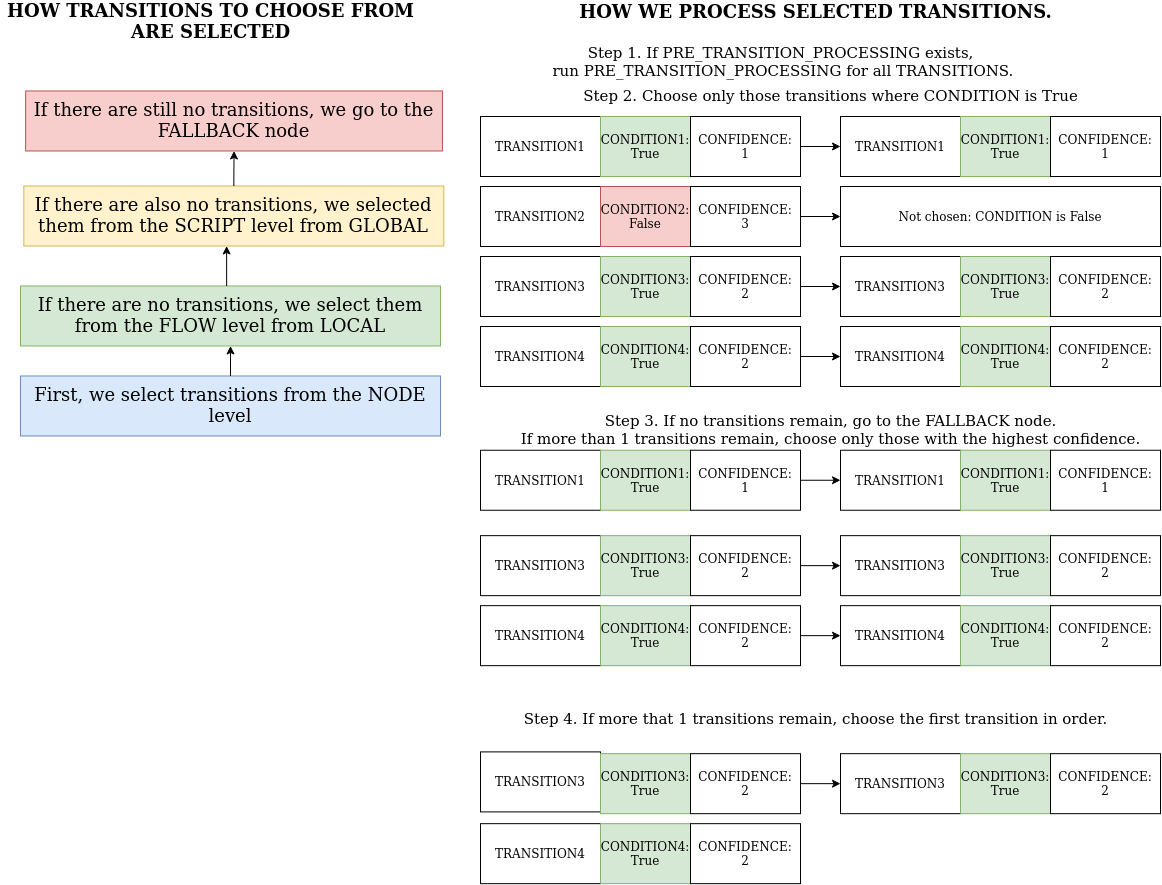 HOW TRANSITIONS TO CHOOSE FROM
ARE SELECTED
If there are still no transitions, we go to the
FALLBACK node
If there are also no transitions, we selected
them from the SCRIPT level from GLOBAL
If there are no transitions, we select them
from the FLOW level from LOCAL
First, we select transitions from the NODE
level
HOW WE PROCESS SELECTED TRANSITIONS.
Step 1. If PRE_TRANSITION_PROCESSING exists,
run PRE_TRANSITION_PROCESSING for all TRANSITIONS.
Step 2. Choose only those transitions where CONDITION is True
TRANSITION1
CONDITION1:
True
CONFIDENCE:
1
TRANSITION1
CONDITION1:
True
CONFIDENCE:
1
TRANSITION2
CONDITION2:
False
CONFIDENCE:
3
Not chosen: CONDITION is False
TRANSITION3
CONDITION3:
True
CONFIDENCE:
2
TRANSITION3
CONDITION3:
True
CONFIDENCE:
2
TRANSITION4
CONDITION4:
True
CONFIDENCE:
2
TRANSITION4
CONDITION4:
True
CONFIDENCE:
2
Step 3. If no transitions remain, go to the FALLBACK node.
If more than 1 transitions remain, choose only those with the highest confidence.
TRANSITION1
CONDITION1:
True
CONFIDENCE:
1
TRANSITION1
CONDITION1:
True
CONFIDENCE:
1
TRANSITION3
CONDITION3:
True
CONFIDENCE:
2
TRANSITION3
CONDITION3:
True
CONFIDENCE:
2
TRANSITION4
CONDITION4:
True
CONFIDENCE:
2
TRANSITION4
CONDITION4:
True
CONFIDENCE:
2
Step 4. If more that 1 transitions remain, choose the first transition in order.
TRANSITION3
CONDITION3:
True
CONFIDENCE:
2
TRANSITION3
CONDITION3:
True
CONFIDENCE:
2
TRANSITION4
CONDITION4:
True
CONFIDENCE:
2